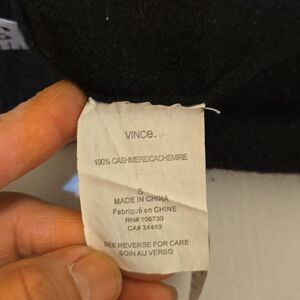 VINCE.
100% CASHMERE/CACHEMIRE
S
MADE IN CHINA
Fabriqué en CHINE
RN# 106730
CA# 34460
SEE REVERSE FOR CARE
SOIN AU VERSO